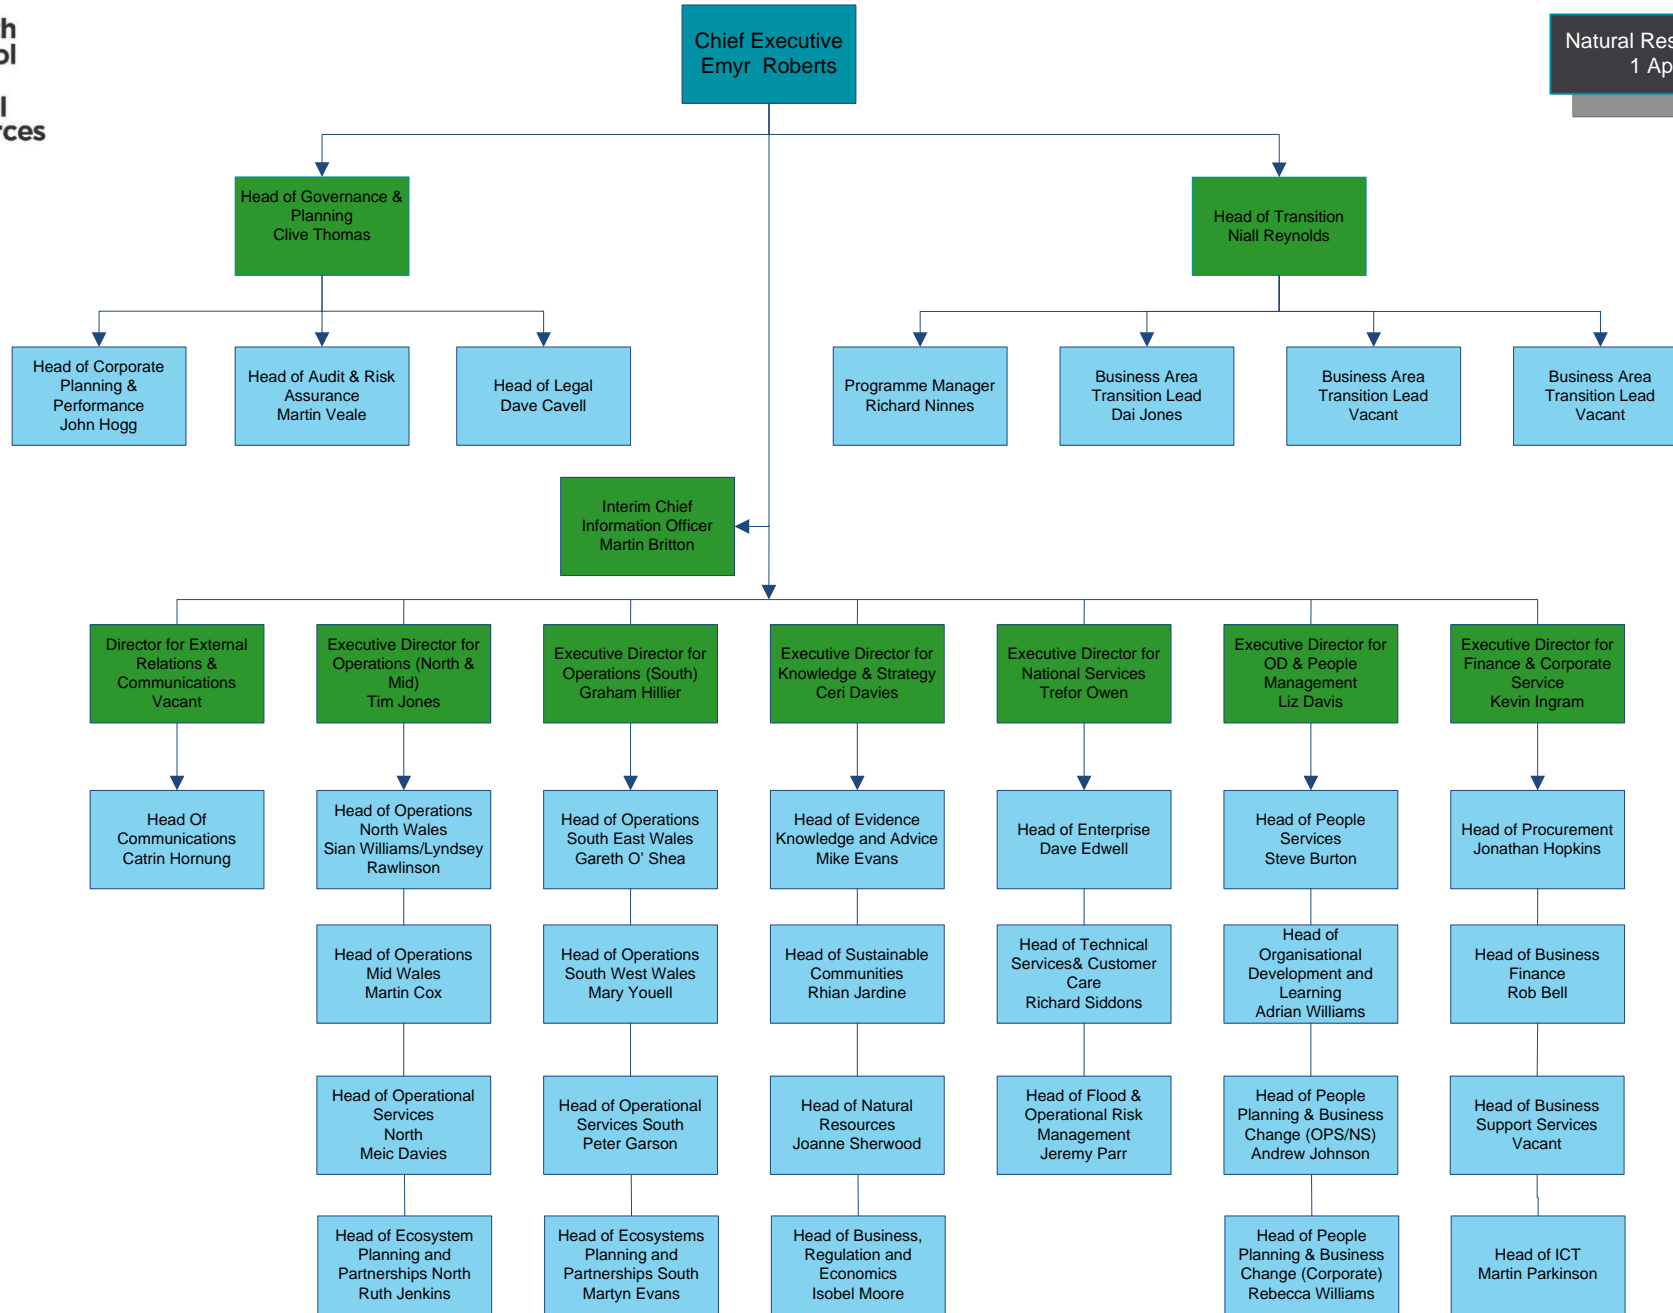 Chief Executive
Emyr Roberts
Natural
1
Head of Governance &
Planning
Clive Thomas
Head of Transition
Niall Reynolds
Head of Corporate
Planning &
Performance
John Hogg
Head of Audit & Risk
Assurance
Martin Veale
Head of Legal
Dave Cavell
Programme Manager
Richard Ninnes
Business Area
Transition Lead
Dai Jones
Business Area
Transition Lead
Vacant
Business Area
Transition Lead
Vacant
Interim Chief
Information Officer
Martin Britton
Director for External
Relations &
Communications
Vacant
Executive Director for
Operations (North &
Mid)
Tim Jones
Executive Director for
Operations (South)
Graham Hillier
Executive Director for
Knowledge & Strategy
Ceri Davies
Executive Director for
National Services
Trefor Owen
Executive Director for
OD & People
Management
Liz Davis
Executive Director for
Finance & Corporate
Service
Kevin Ingram
Head Of
Communications
Catrin Hornung
Head of Operations
North Wales
Sian Williams/Lyndsey
Rawlinson
Head of Operations
South East Wales
Gareth O' Shea
Head of Evidence
Knowledge and Advice
Mike Evans
Head of Enterprise
Dave Edwell
Head of People
Services
Steve Burton
Head of Procurement
Jonathan Hopkins
Head of Operations
Mid Wales
Martin Cox
Head of Operations
South West Wales
Mary Youell
Head of Sustainable
Communities
Rhian Jardine
Head of Technical
Services& Customer
Care
Richard Siddons
Head of
Organisational
Development and
Learning
Adrian Williams
Head of Business
Finance
Rob Bell
Head of Operational
Services
North
Meic Davies
Head of Operational
Services South
Peter Garson
Head of Natural
Resources
Joanne Sherwood
Head of Flood &
Operational Risk
Management
Jeremy Parr
Head of People
Planning & Business
Change (OPS/NS)
Andrew Johnson
Head of Business
Support Services
Vacant
Head of Ecosystem
Planning and
Partnerships North
Ruth Jenkins
Head of Ecosystems
Planning and
Partnerships South
Martyn Evans
Head of Business,
Regulation and
Economics
Isobel Moore
Head of People
Planning & Business
Change (Corporate)
Rebecca Williams
Head of ICT
Martin Parkinson